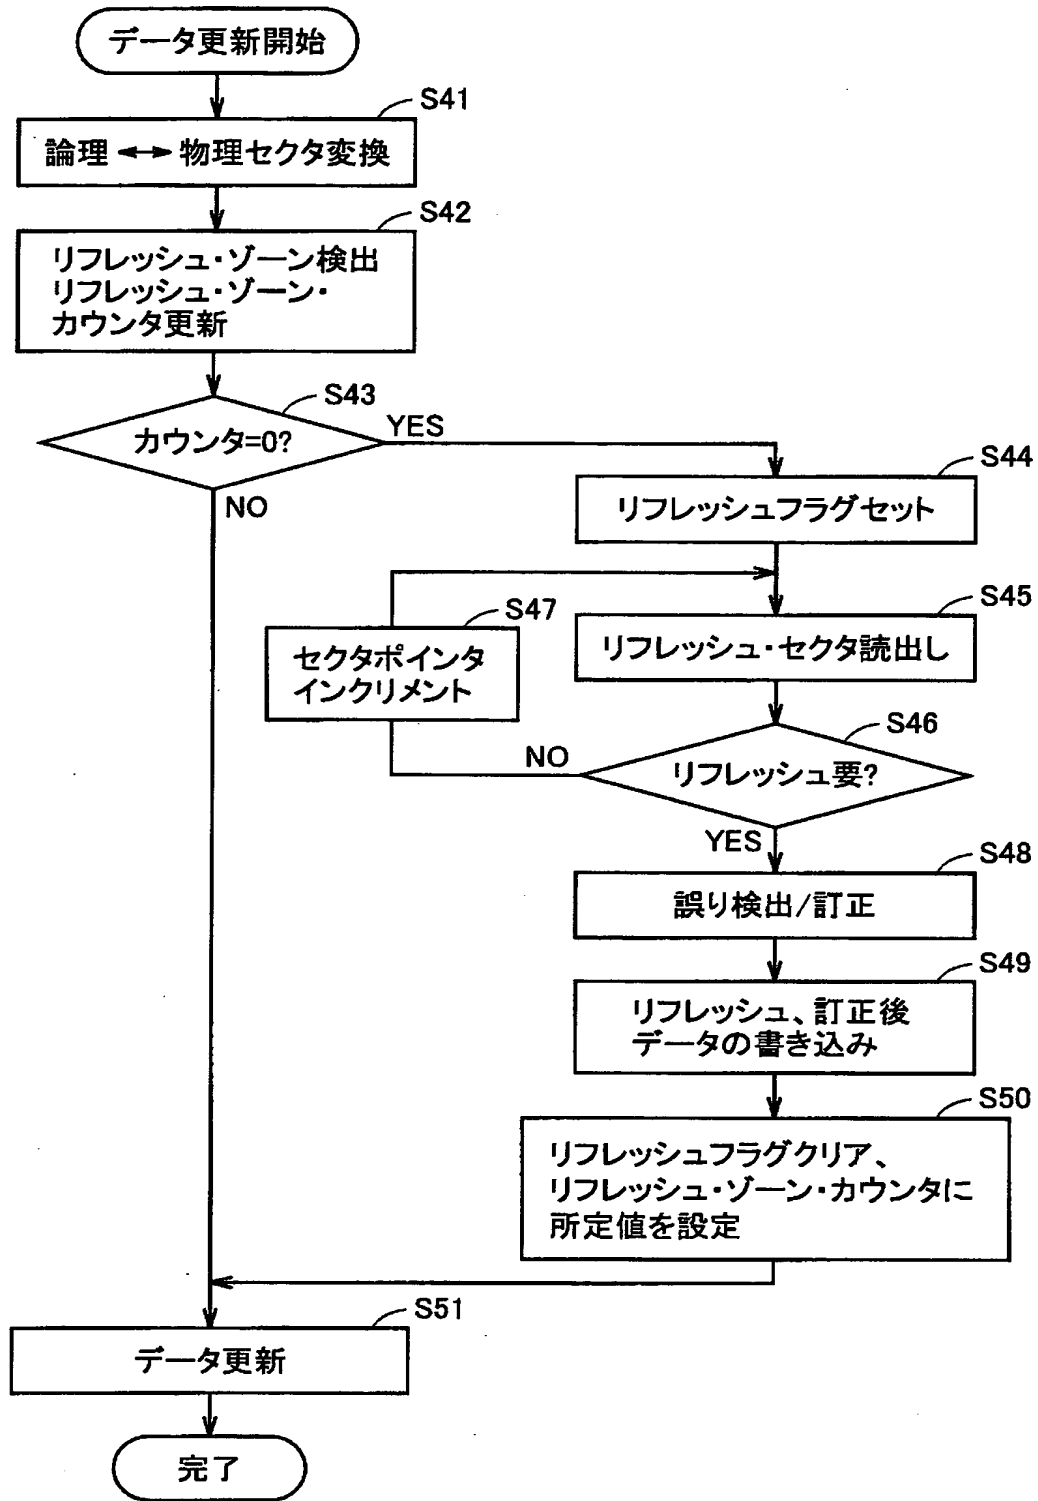 データ更新開始
S41
論理 ↔ 物理セクタ変換
S42
リフレッシュ・ゾーン検出
リフレッシュ・ゾーン・
カウンタ更新
S43
カウンタ=0?
YES
NO
S44
リフレッシュフラグセット
S45
リフレッシュ・セクタ読出し
S47
セクタポインタ
インクリメント
S46
リフレッシュ要?
NO
YES
S48
誤り検出/訂正
S49
リフレッシュ、訂正後
データの書き込み
S50
リフレッシュフラグクリア、
リフレッシュ・ゾーン・カウンタに
所定値を設定
S51
データ更新
完了